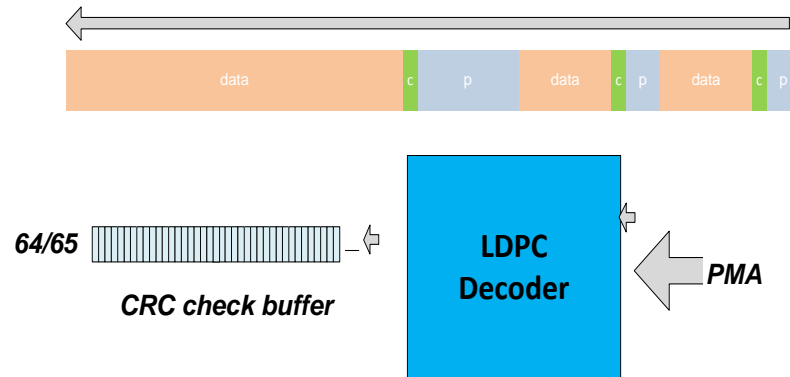 data c p data c p data c p
64/65
LDPC
Decoder
PMA
CRC check buffer